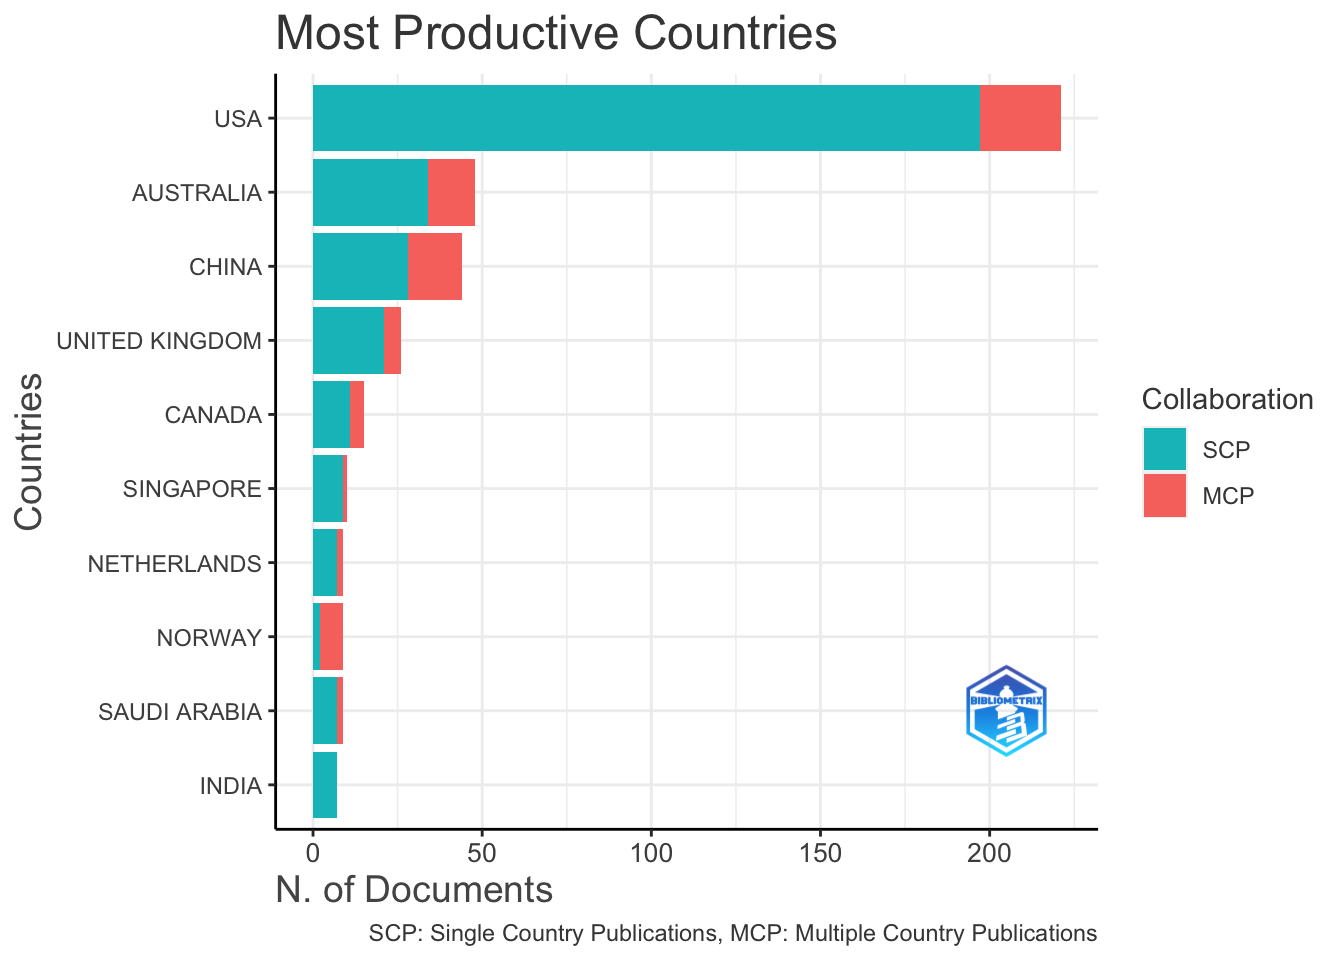 Most Productive Countries
USA
AUSTRALIA
CHINA
UNITED KINGDOM
CANADA
SINGAPORE
NETHERLANDS
NORWAY
SAUDI ARABIA
INDIA
Countries
0 50 100 150 200
N. of Documents
SCP: Single Country Publications, MCP: Multiple Country Publications
Collaboration
SCP
MCP
BIBLIOMETRIX